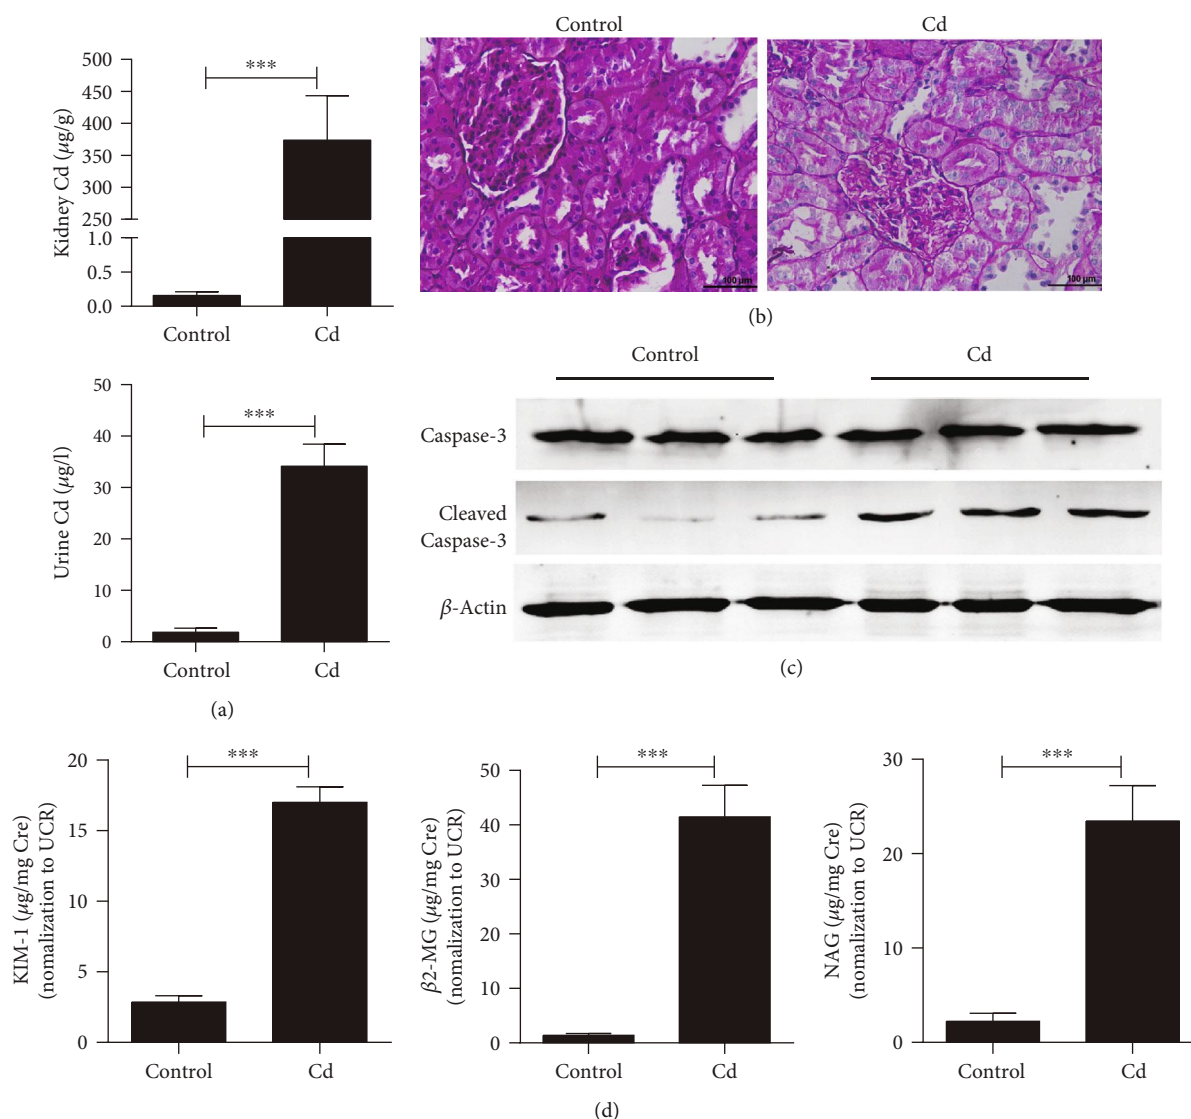 Kidney Cd (μg/g)
500
450
400
350
300
250
1.0
0.5
0.0
***
Control
Cd
Urine Cd (μg/l)
50
40
30
20
10
0
***
Control
Cd
(a)
Control
Cd
100 μm
100 μm
(b)
Control
Cd
Caspase-3
Cleaved
Caspase-3
β-Actin
(c)
KIM-1 (μg/mg Cre)
(nomalization to UCR)
20
15
10
5
0
***
Control
Cd
β2-MG (μg/mg Cre)
(nomalization to UCR)
50
40
30
20
10
0
***
Control
Cd
NAG (μg/mg Cre)
(nomalization to UCR)
30
20
10
0
***
Control
Cd
(d)